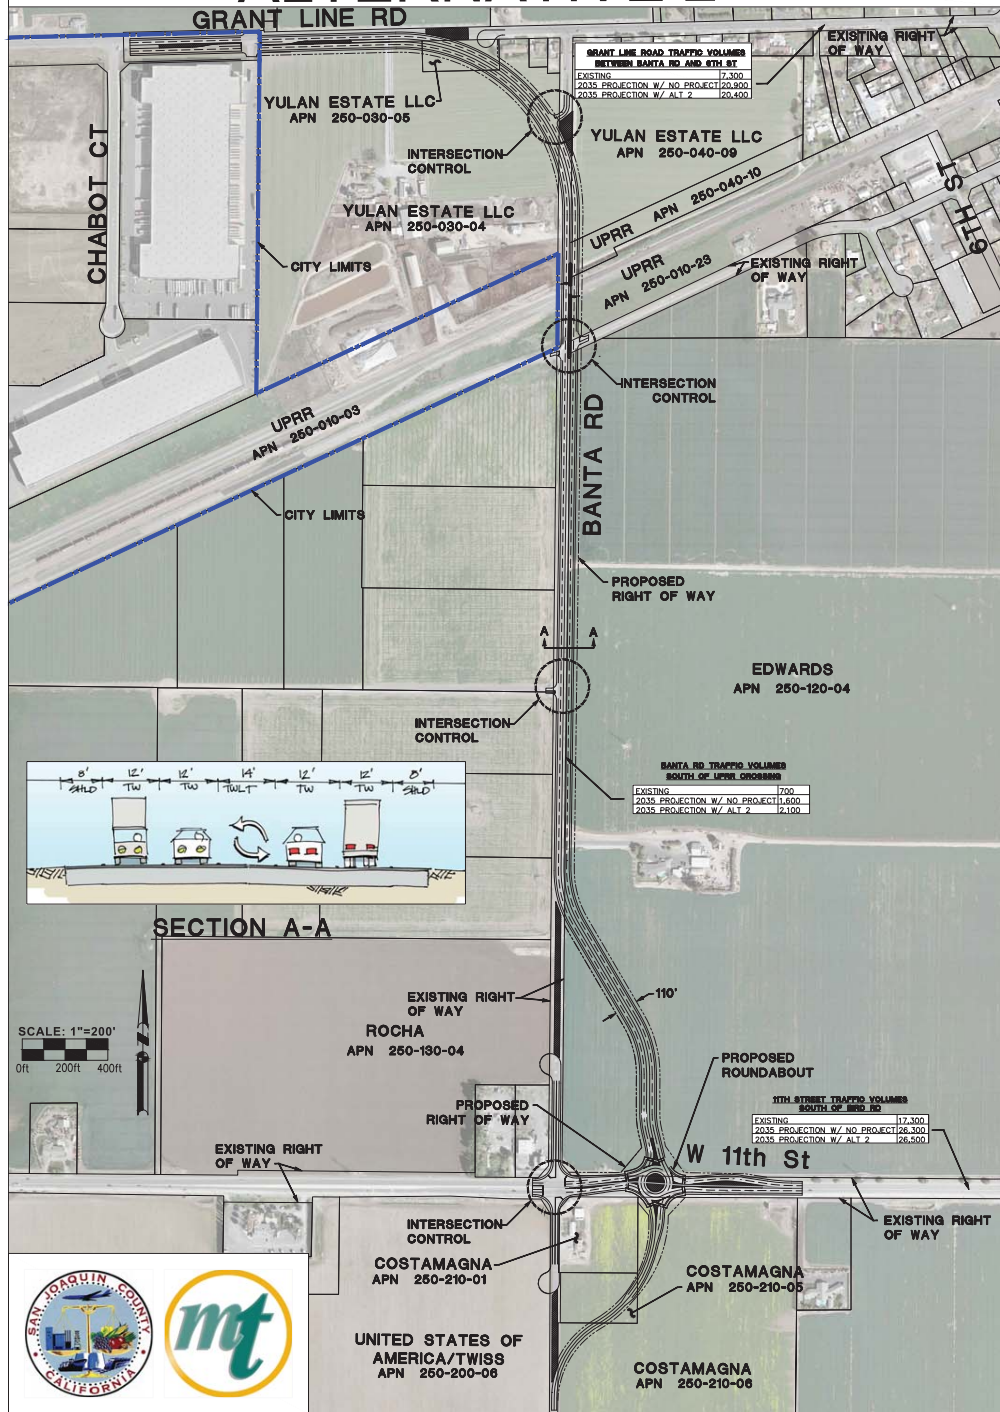 GRANT LINE RD
EXISTING RIGHT
OF WAY
GRANT LINE ROAD TRAFFIC VOLUMES
BETWEEN BANTA RD AND 6TH ST
EXISTING 7,300
2035 PROJECTION W/ NO PROJECT 20,900
2035 PROJECTION W/ ALT 2 20,400
YULAN ESTATE LLC
APN 250-030-05
YULAN ESTATE LLC
APN 250-040-09
INTERSECTION
CONTROL
CHABOT CT
YULAN ESTATE LLC
APN 250-030-04
UPRR APN 250-040-10
6TH ST
CITY LIMITS
UPRR
APN 250-010-23
EXISTING RIGHT
OF WAY
INTERSECTION
CONTROL
UPRR
APN 250-010-03
BANTA RD
CITY LIMITS
PROPOSED
RIGHT OF WAY
A A
EDWARDS
APN 250-120-04
INTERSECTION
CONTROL
BANTA RD TRAFFIC VOLUMES
SOUTH OF UPRR CROSSING
EXISTING 700
2035 PROJECTION W/ NO PROJECT 1,600
2035 PROJECTION W/ ALT 2 2,100
8' 12' 12' 14' 12' 12' 8'
SHLD TW TW TWLT TW TW SHLD
SECTION A-A
EXISTING RIGHT
OF WAY
110'
ROCHA
APN 250-130-04
SCALE: 1"=200'
0ft 200ft 400ft
N
PROPOSED
ROUNDABOUT
PROPOSED
RIGHT OF WAY
11TH STREET TRAFFIC VOLUMES
SOUTH OF BIRD RD
EXISTING 17,300
2035 PROJECTION W/ NO PROJECT 26,300
2035 PROJECTION W/ ALT 2 26,500
EXISTING RIGHT
OF WAY
W 11th St
INTERSECTION
CONTROL
EXISTING RIGHT
OF WAY
COSTAMAGNA
APN 250-210-01
COSTAMAGNA
APN 250-210-05
UNITED STATES OF
AMERICA/TWISS
APN 250-200-06
COSTAMAGNA
APN 250-210-06
SAN JOAQUIN COUNTY
CALIFORNIA
mt